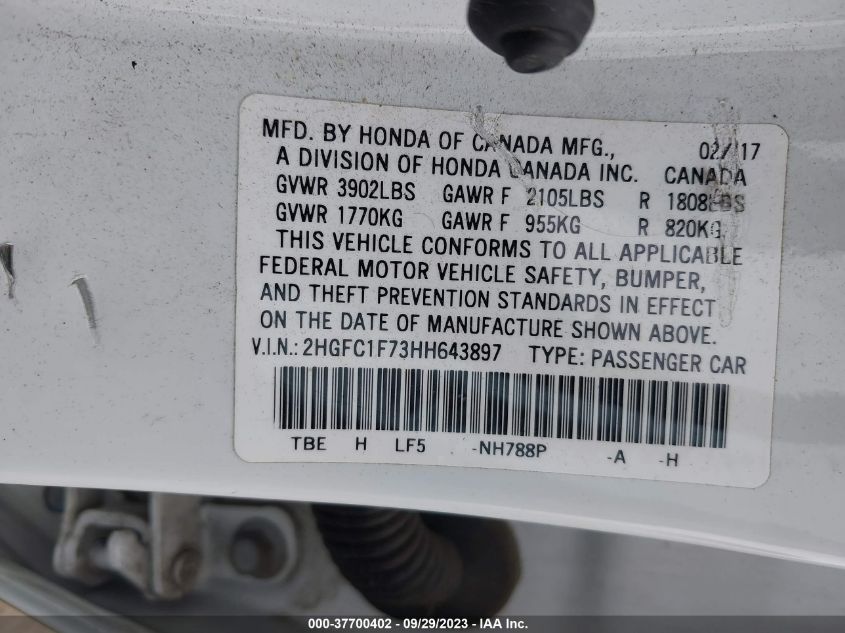 MFD. BY HONDA OF CANADA MFG., 02/17
A DIVISION OF HONDA CANADA INC. CANADA
GVWR 3902LBS GAWR F 2105LBS R 1808LBS
GVWR 1770KG GAWR F 955KG R 820KG
THIS VEHICLE CONFORMS TO ALL APPLICABLE
FEDERAL MOTOR VEHICLE SAFETY, BUMPER,
AND THEFT PREVENTION STANDARDS IN EFFECT
ON THE DATE OF MANUFACTURE SHOWN ABOVE.
V.I.N.: 2HGFC1F73HH643897 TYPE: PASSENGER CAR
TBE H LF5 -NH788P -A -H
000-37700402 - 09/29/2023 - IAA Inc.